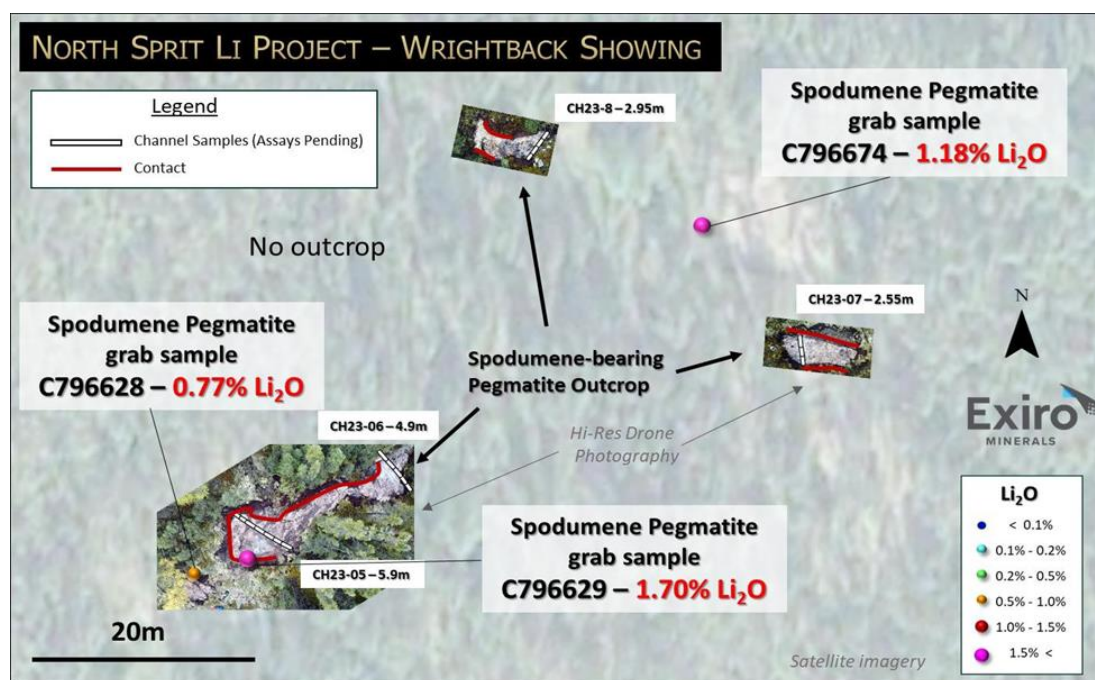 NORTH SPRIT LI PROJECT – WRIGHTBACK SHOWING
Legend
Channel Samples (Assays Pending)
Contact
CH23-8 – 2.95m
Spodumene Pegmatite
grab sample
C796674 – 1.18% Li₂O
No outcrop
CH23-07 – 2.55m
N
Spodumene Pegmatite
grab sample
C796628 – 0.77% Li₂O
Spodumene-bearing
Pegmatite Outcrop
Exiro
MINERALS
CH23-06 – 4.9m
Hi-Res Drone
Photography
Li₂O
< 0.1%
0.1% - 0.2%
0.2% - 0.5%
0.5% - 1.0%
1.0% - 1.5%
1.5% <
Spodumene Pegmatite
grab sample
C796629 – 1.70% Li₂O
CH23-05 – 5.9m
20m
Satellite imagery